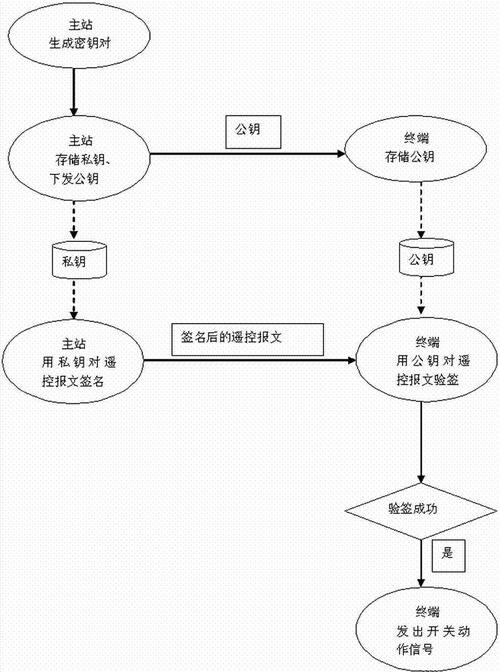 主站
生成密钥对
主站
存储私钥、
下发公钥
公钥
终端
存储公钥
私钥
公钥
主站
用私钥对遥
控报文签名
签名后的遥控报文
终端
用公钥对遥
控报文验签
验签成功
是
终端
发出开关动
作信号